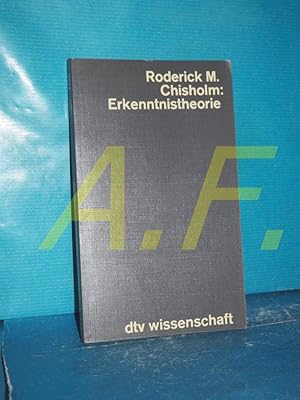 Roderick M.
Chisholm:
Erkenntnistheorie
A.F.
dtv wissenschaft